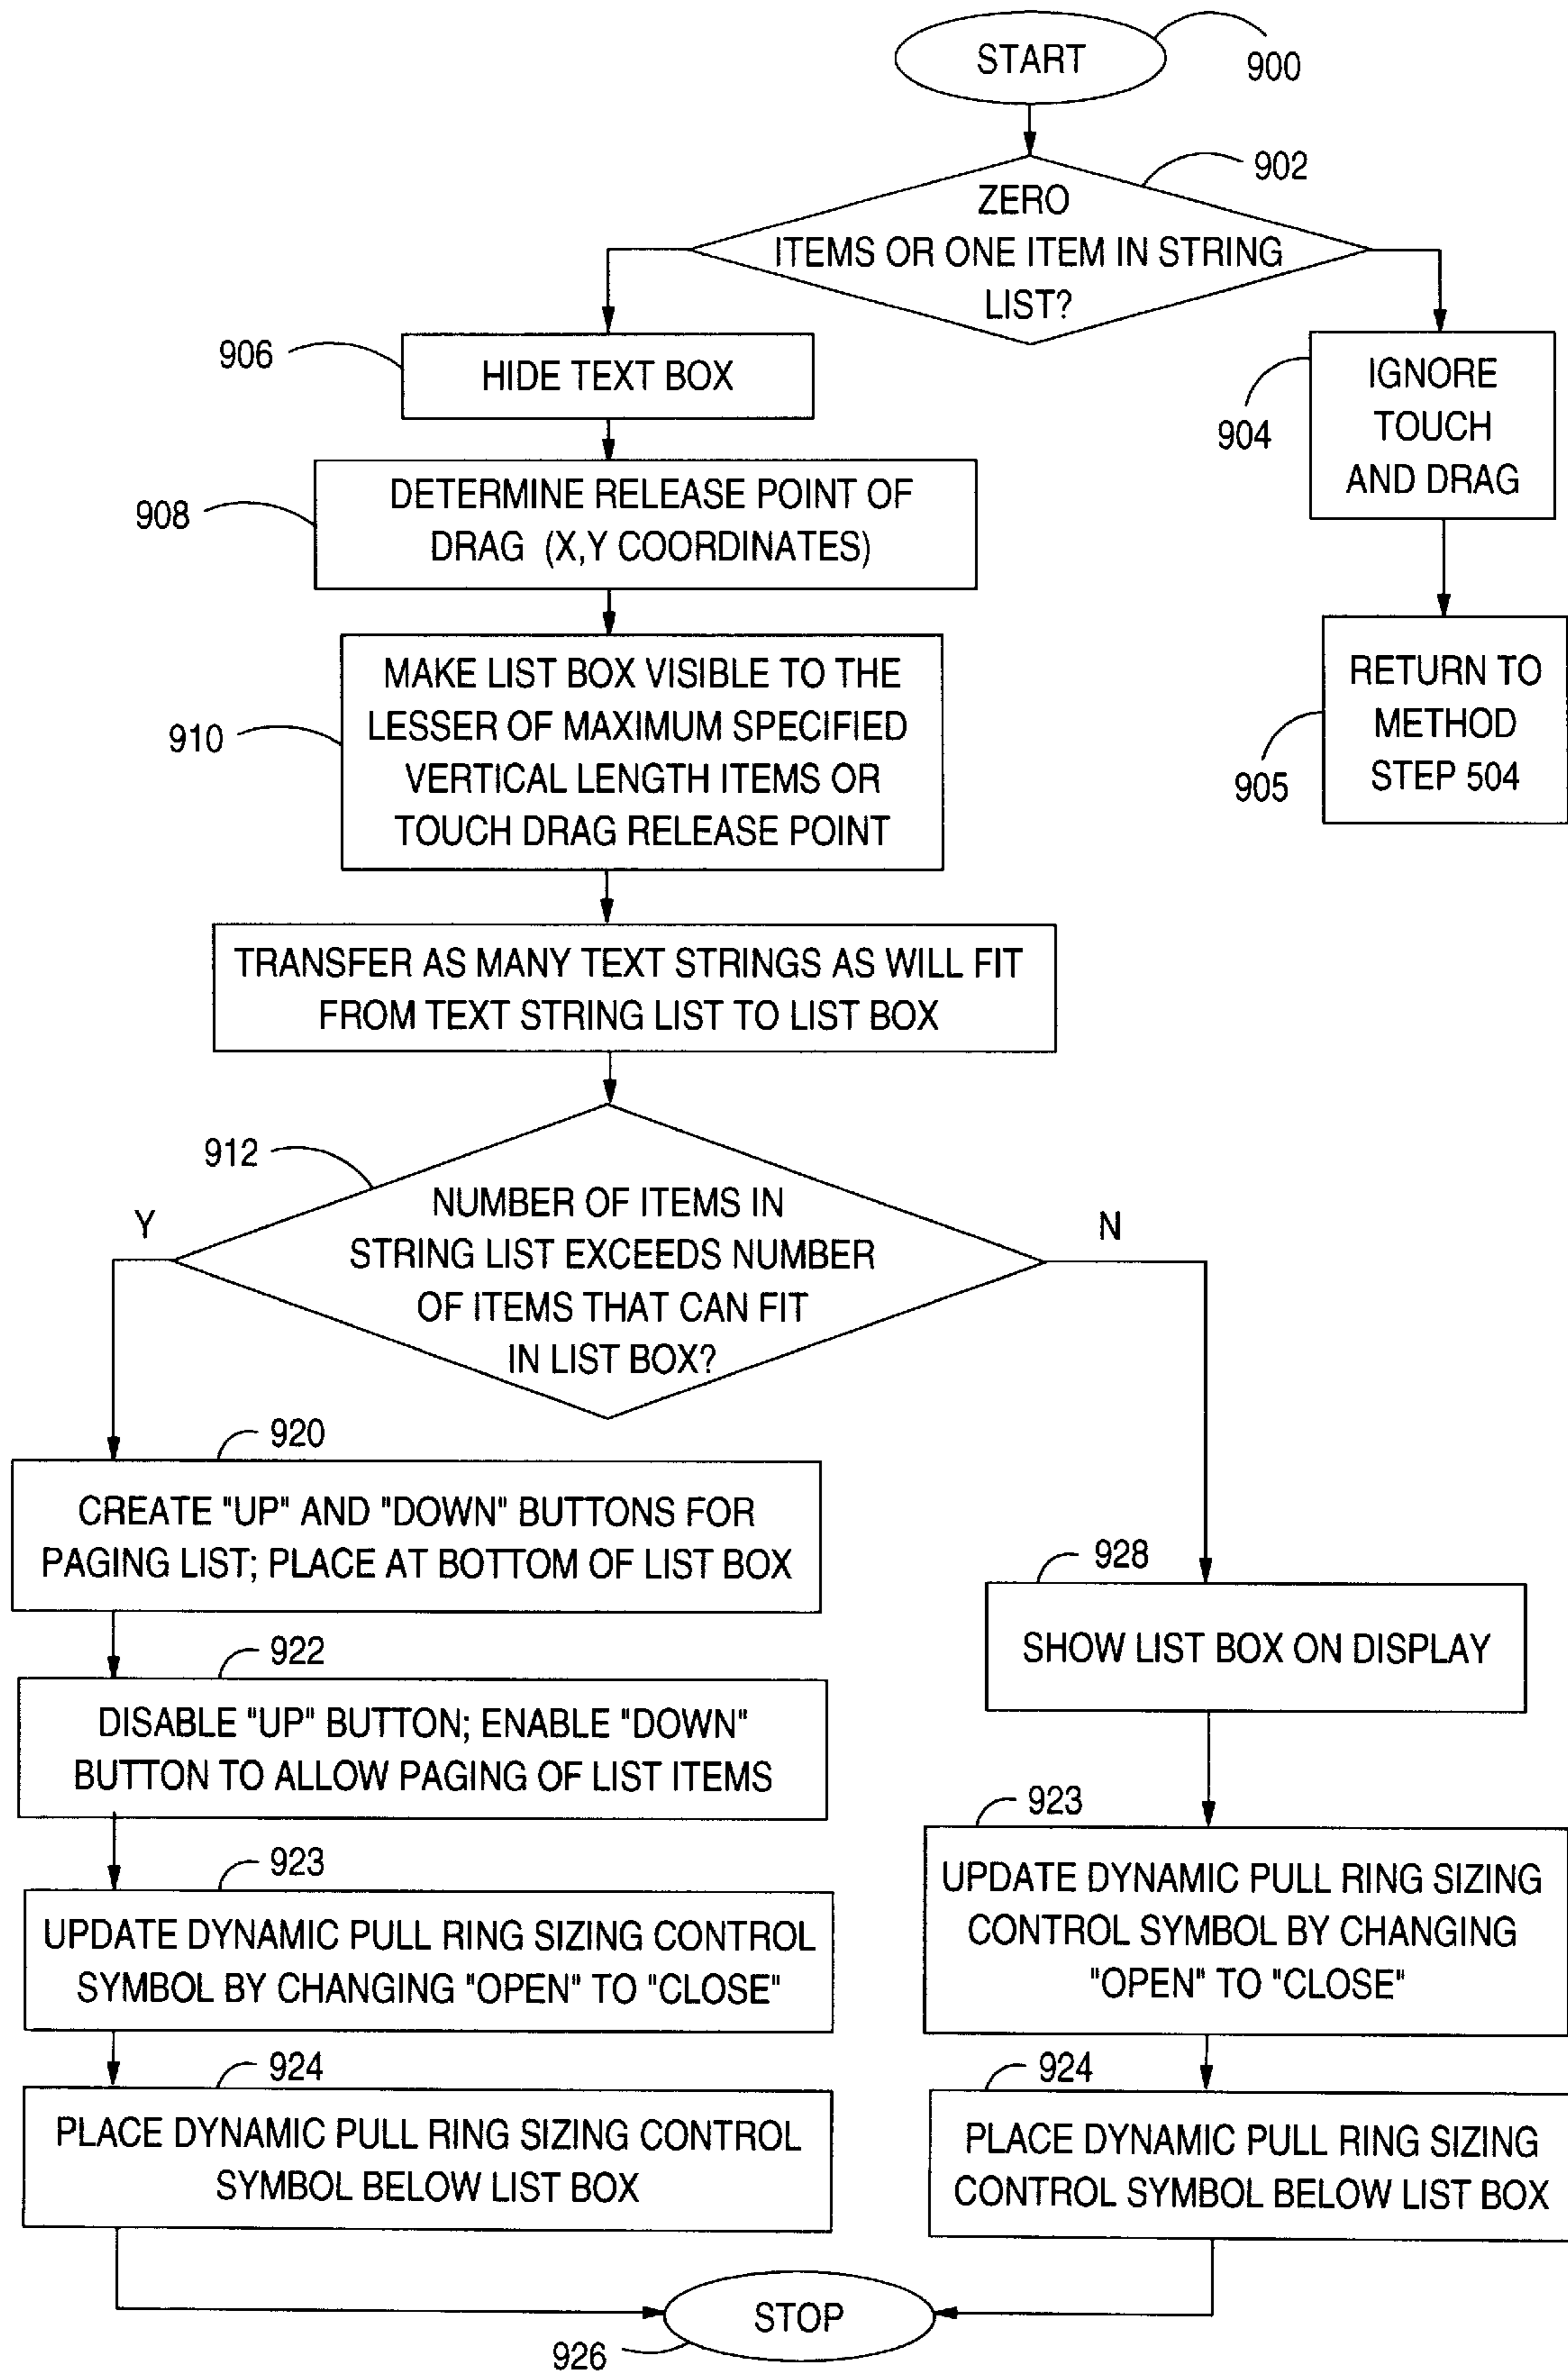 START
900
902
ZERO
ITEMS OR ONE ITEM IN STRING
LIST?
906
HIDE TEXT BOX
904
IGNORE
TOUCH
AND DRAG
908
DETERMINE RELEASE POINT OF
DRAG (X,Y COORDINATES)
905
RETURN TO
METHOD
STEP 504
910
MAKE LIST BOX VISIBLE TO THE
LESSER OF MAXIMUM SPECIFIED
VERTICAL LENGTH ITEMS OR
TOUCH DRAG RELEASE POINT
TRANSFER AS MANY TEXT STRINGS AS WILL FIT
FROM TEXT STRING LIST TO LIST BOX
912
NUMBER OF ITEMS IN
STRING LIST EXCEEDS NUMBER
OF ITEMS THAT CAN FIT
IN LIST BOX?
Y
N
920
CREATE "UP" AND "DOWN" BUTTONS FOR
PAGING LIST; PLACE AT BOTTOM OF LIST BOX
922
DISABLE "UP" BUTTON; ENABLE "DOWN"
BUTTON TO ALLOW PAGING OF LIST ITEMS
923
UPDATE DYNAMIC PULL RING SIZING CONTROL
SYMBOL BY CHANGING "OPEN" TO "CLOSE"
924
PLACE DYNAMIC PULL RING SIZING CONTROL
SYMBOL BELOW LIST BOX
928
SHOW LIST BOX ON DISPLAY
923
UPDATE DYNAMIC PULL RING SIZING
CONTROL SYMBOL BY CHANGING
"OPEN" TO "CLOSE"
924
PLACE DYNAMIC PULL RING SIZING
CONTROL SYMBOL BELOW LIST BOX
STOP
926